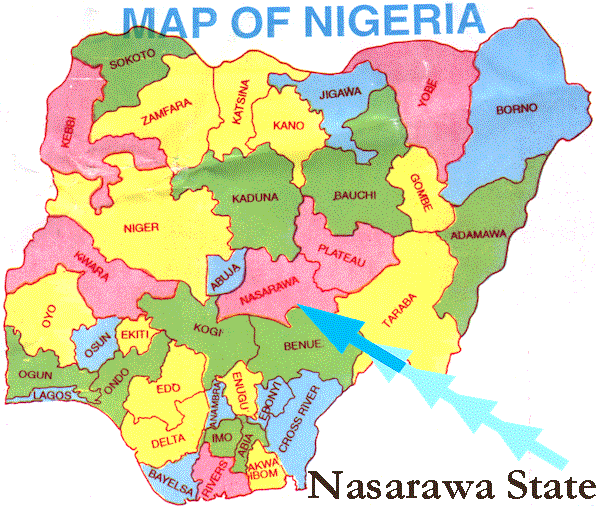 MAP OF NIGERIA
SOKOTO
KEBBI
ZAMFARA
KATSINA
KANO
JIGAWA
YOBE
BORNO
KADUNA
BAUCHI
GOMBE
ADAMAWA
NIGER
ABUJA
PLATEAU
NASARAWA
TARABA
KWARA
OYO
OSUN
EKITI
KOGI
BENUE
OGUN
LAGOS
ONDO
EDO
ENUGU
ANAMBRA
EBONYI
CROSS RIVER
DELTA
IMO
ABIA
BAYELSA
RIVERS
AKWA
IBOM
Nasarawa State